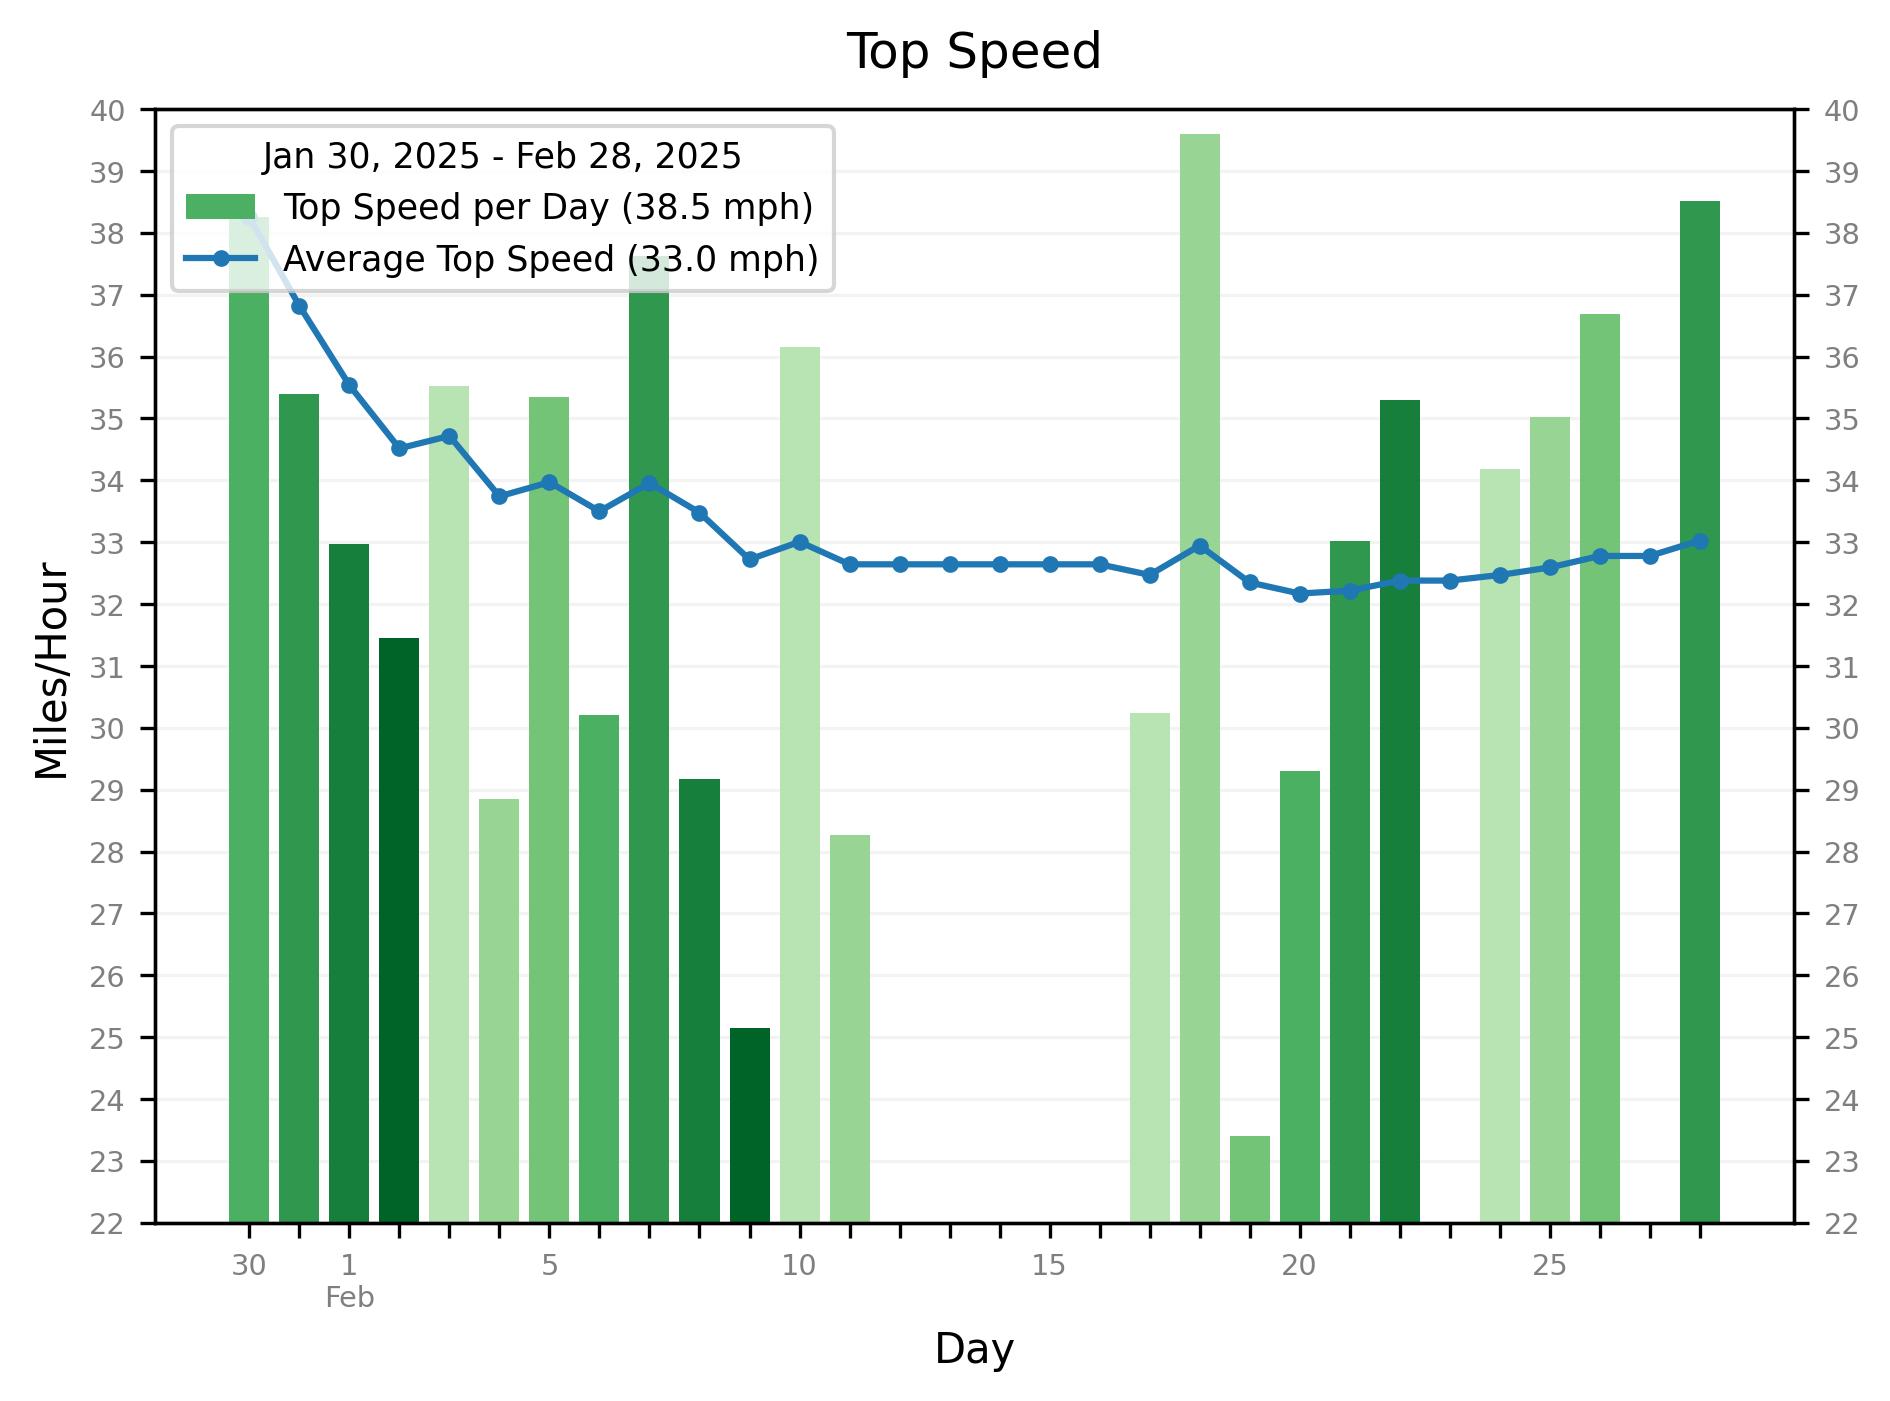 Top Speed
Jan 30, 2025 - Feb 28, 2025
Top Speed per Day (38.5 mph)
Average Top Speed (33.0 mph)
Miles/Hour
40 40
39 39
38 38
37 37
36 36
35 35
34 34
33 33
32 32
31 31
30 30
29 29
28 28
27 27
26 26
25 25
24 24
23 23
22 22
30 1 5 10 15 20 25
Feb
Day